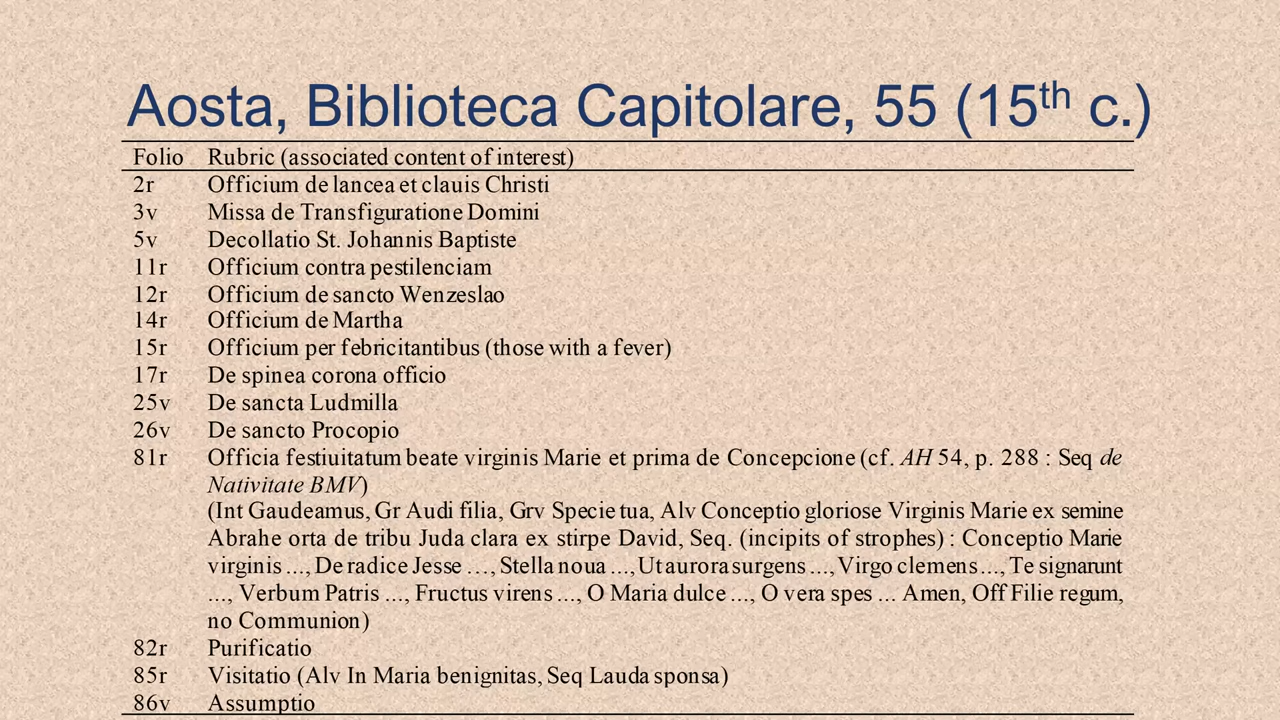 Aosta, Biblioteca Capitolare, 55 (15th c.)
Folio Rubric (associated content of interest)
2r Officium de lancea et clauis Christi
3v Missa de Transfiguratione Domini
5v Decollatio St. Johannis Baptiste
11r Officium contra pestilenciam
12r Officium de sancto Wenzeslao
14r Officium de Martha
15r Officium per febricitantibus (those with a fever)
17r De spinea corona officio
25v De sancta Ludmilla
26v De sancto Procopio
81r Officia festiuitatum beate virginis Marie et prima de Concepcione (cf. AH 54, p. 288 : Seq de
Nativitate BMV)
(Int Gaudeamus, Gr Audi filia, Grv Specie tua, Alv Conceptio gloriose Virginis Marie ex semine
Abrahe orta de tribu Juda clara ex stirpe David, Seq. (incipits of strophes) : Conceptio Marie
virginis ..., De radice Jesse ..., Stella noua ..., Ut aurora surgens ..., Virgo clemens ..., Te signarunt
..., Verbum Patris ..., Fructus virens ..., O Maria dulce ..., O vera spes ... Amen, Off Filie regum,
no Communion)
82r Purificatio
85r Visitatio (Alv In Maria benignitas, Seq Lauda sponsa)
86v Assumptio